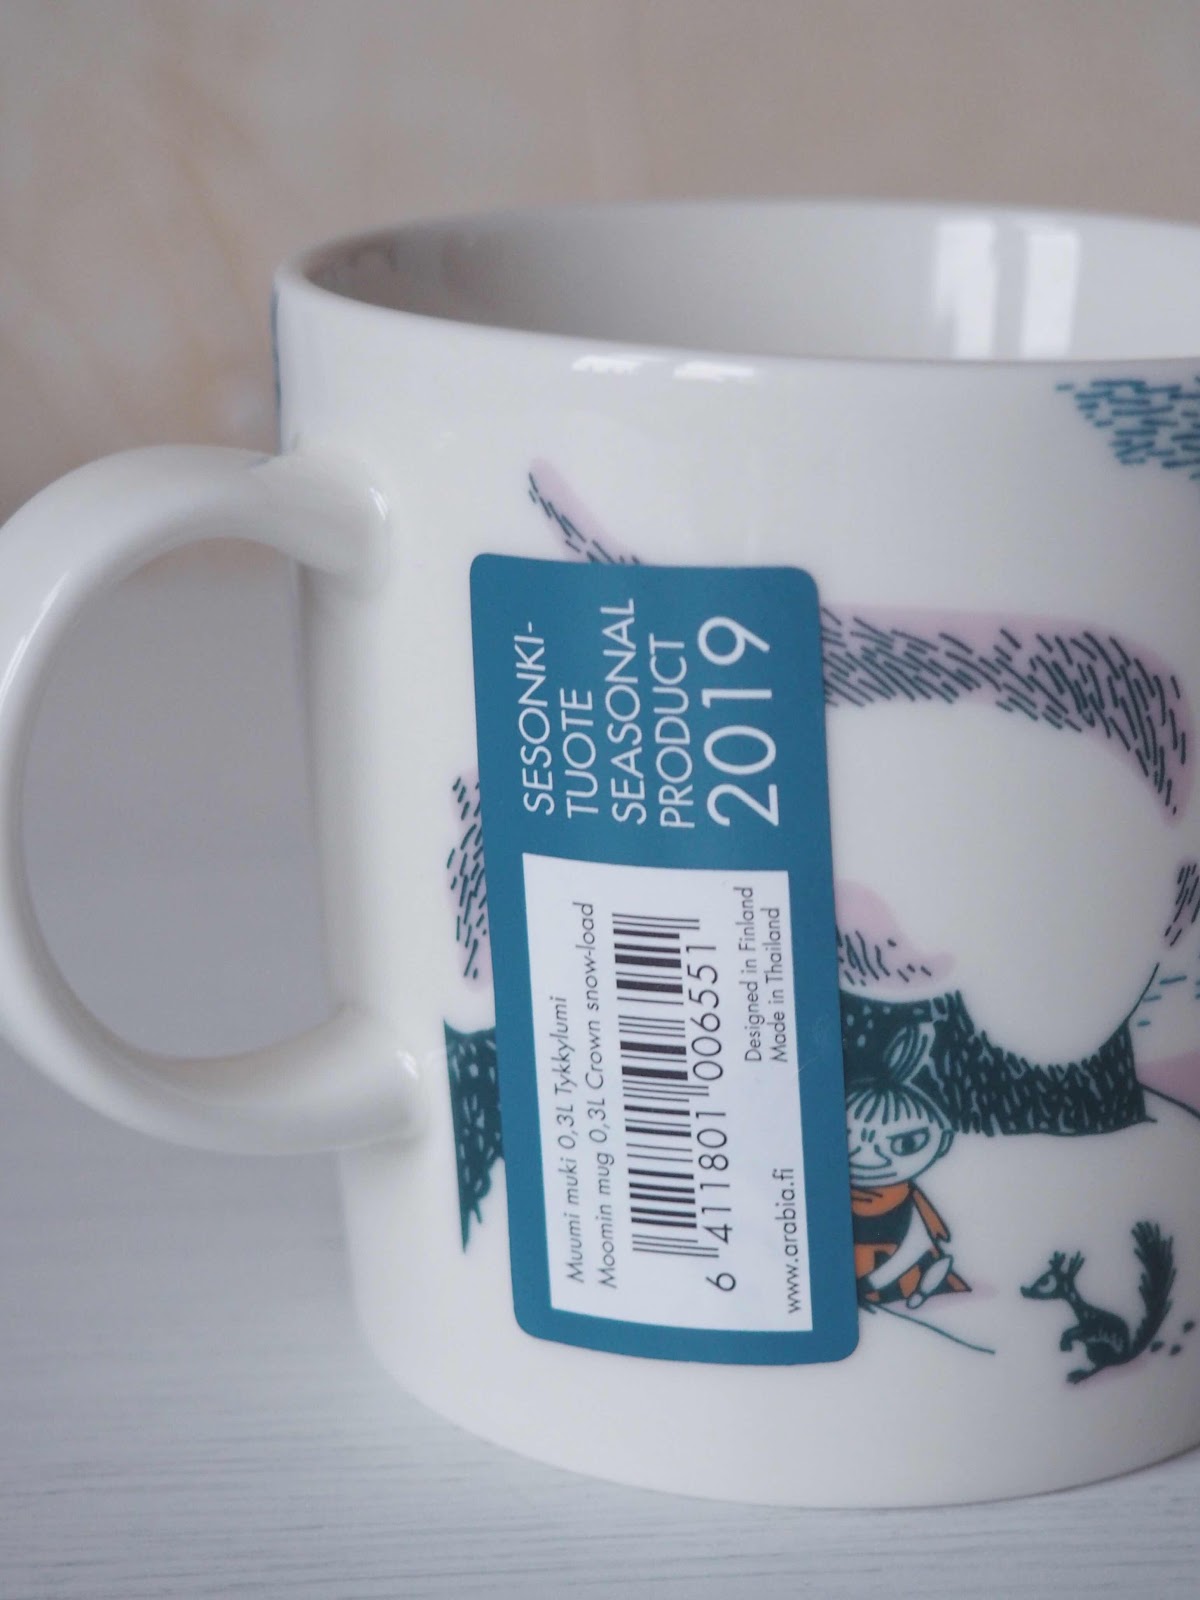 SESONKI-
TUOTE
SEASONAL
PRODUCT
2019
Muumi muki 0,3L Tykkylumi
Moomin mug 0,3L Crown snow-load
6 411801 006551
Designed in Finland
Made in Thailand
www.arabia.fi